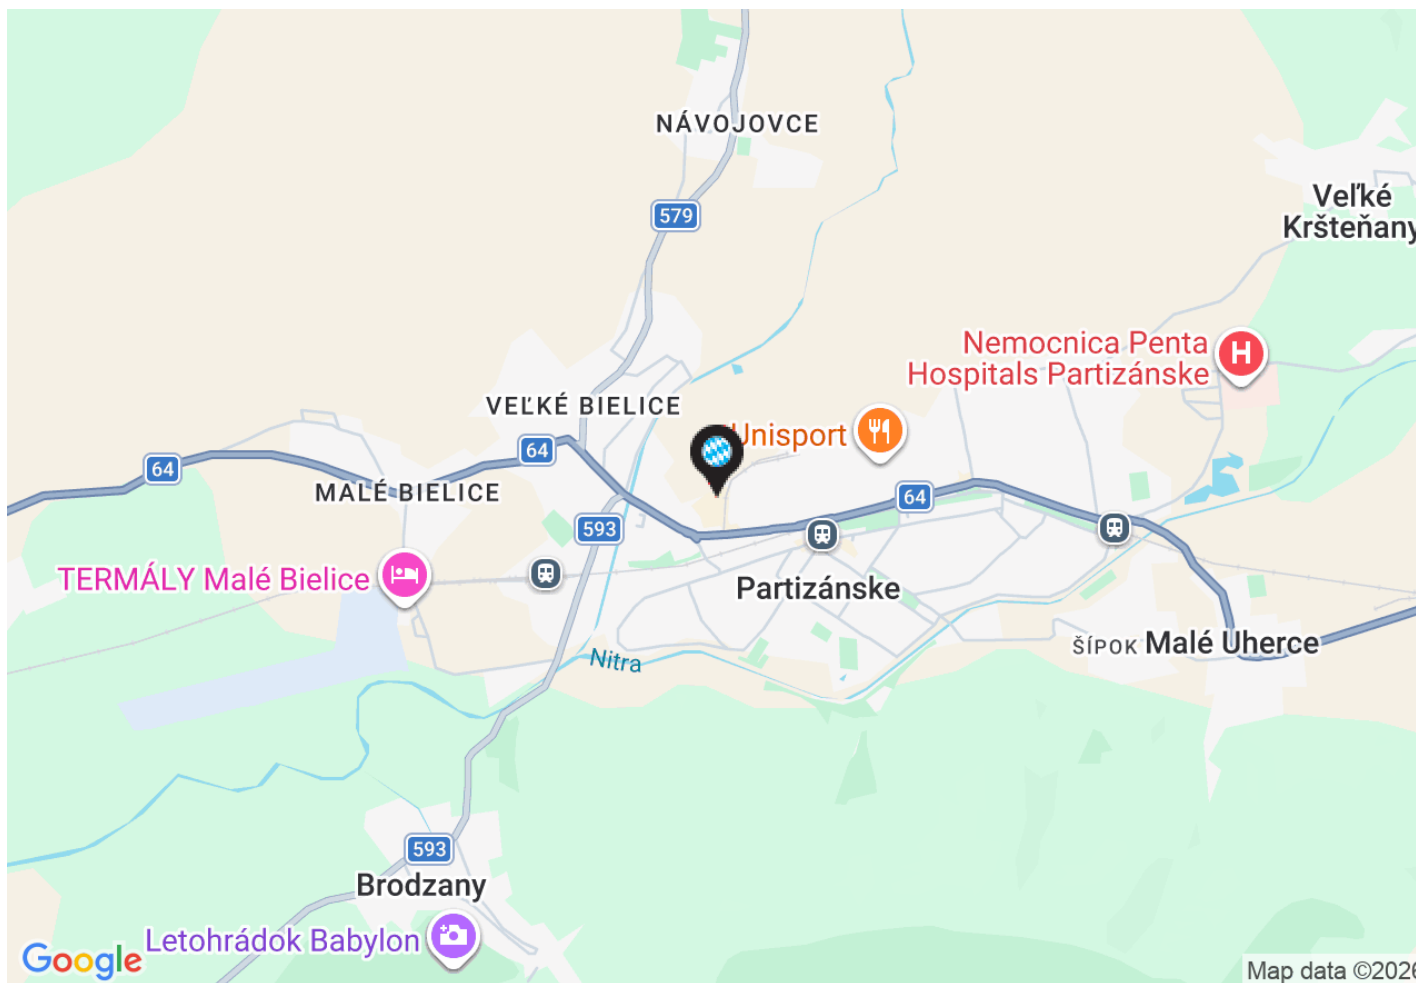 NÁVOJOVCE
Veľké
Kršteňany
579
Nemocnica Penta
Hospitals Partizánske
VEĽKÉ BIELICE
Unisport
64
64
MALÉ BIELICE
64
593
TERMÁLY Malé Bielice
Partizánske
ŠÍPOK
Malé Uherce
Nitra
593
Brodzany
Letohrádok Babylon
Google
Map data ©2026